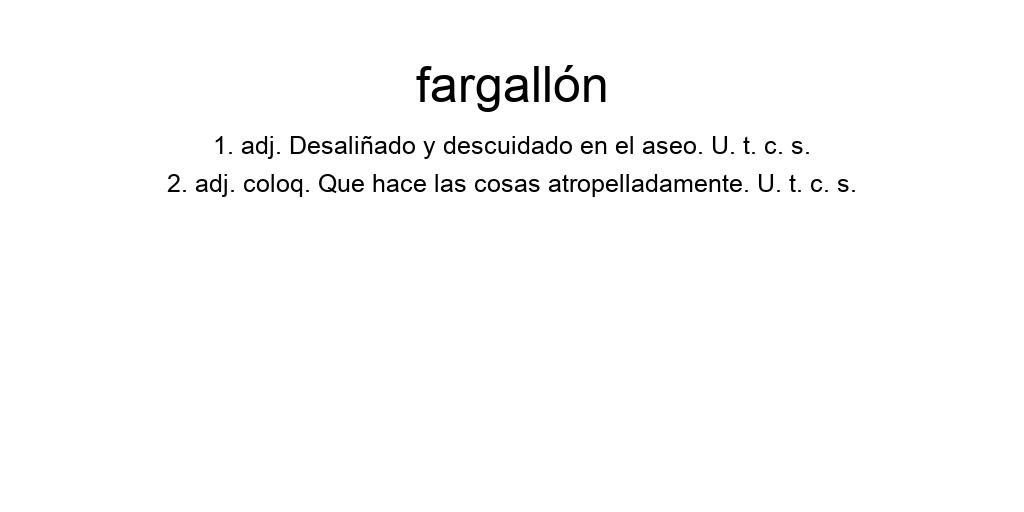 fargallón
1. adj. Desaliñado y descuidado en el aseo. U. t. c. s.
2. adj. coloq. Que hace las cosas atropelladamente. U. t. c. s.